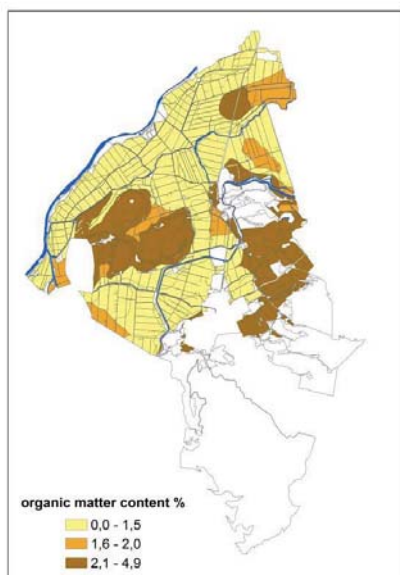 organic matter content %
0,0 - 1,5
1,6 - 2,0
2,1 - 4,9